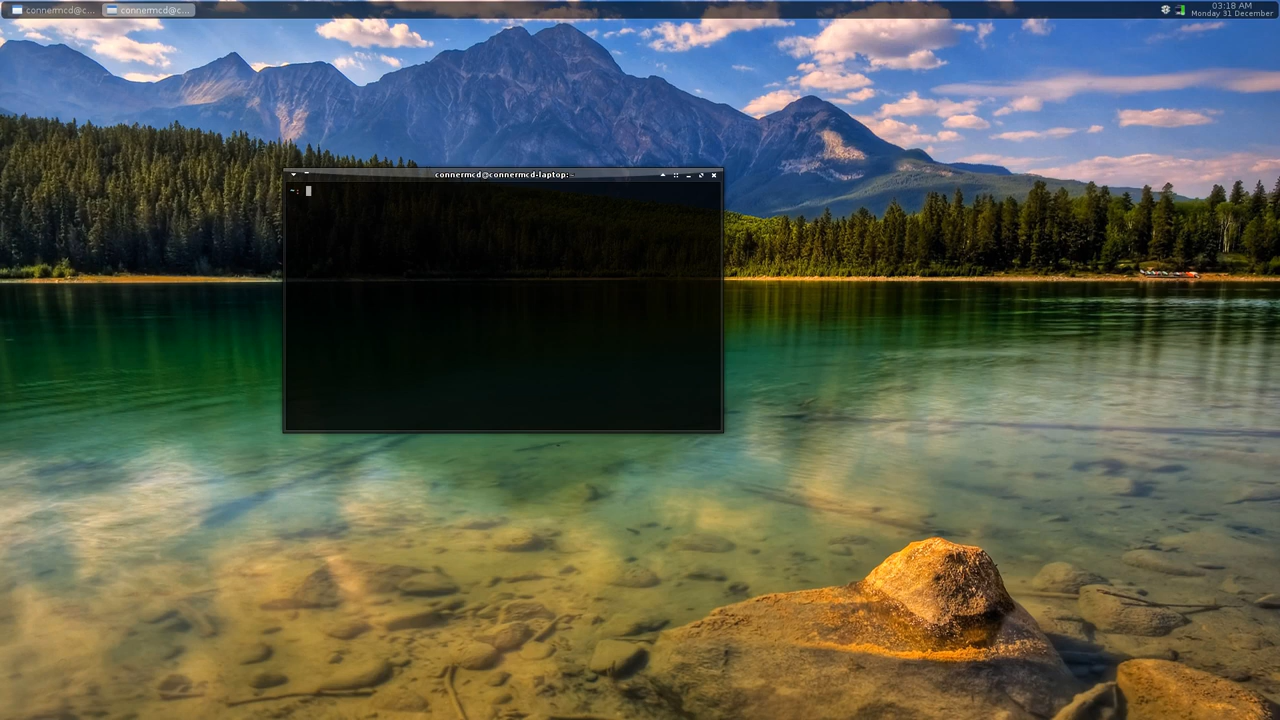 connermcd@c...
connermcd@c...
03:18 AM
Monday 31 December
connermcd@connermcd-laptop:~
~: